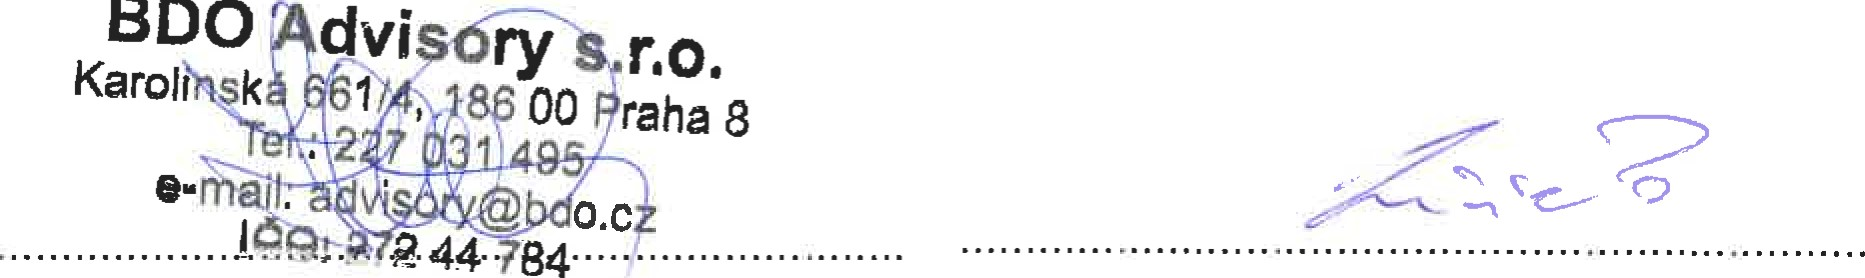 BDO Advisory s.r.o.
Karolinská 661/4, 186 00 Praha 8
Tel.: 227 031 495
e-mail: advisory@bdo.cz
IČO: 272 44 784